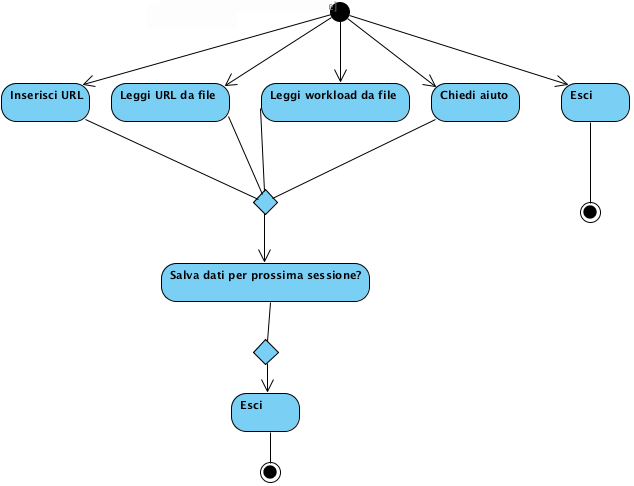 Inserisci URL
Leggi URL da file
Leggi workload da file
Chiedi aiuto
Esci
Salva dati per prossima sessione?
Esci